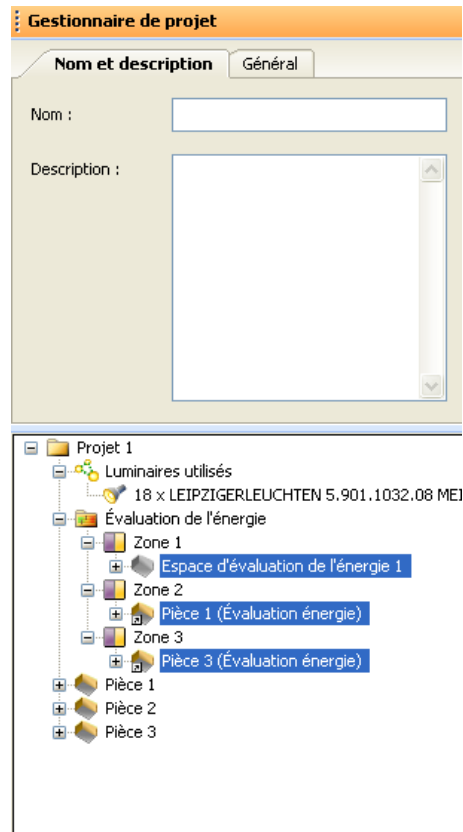 Gestionnaire de projet
Nom et description
Général
Nom :
Description :
Projet 1
Luminaires utilisés
18 x LEIPZIGERLEUCHTEN 5.901.1032.08 MEI
Évaluation de l'énergie
Zone 1
Espace d'évaluation de l'énergie 1
Zone 2
Pièce 1 (Évaluation énergie)
Zone 3
Pièce 3 (Évaluation énergie)
Pièce 1
Pièce 2
Pièce 3